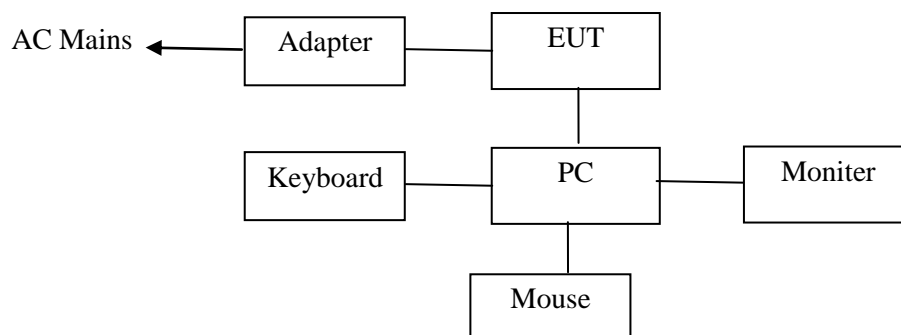 AC Mains
Adapter
EUT
Keyboard
PC
Moniter
Mouse